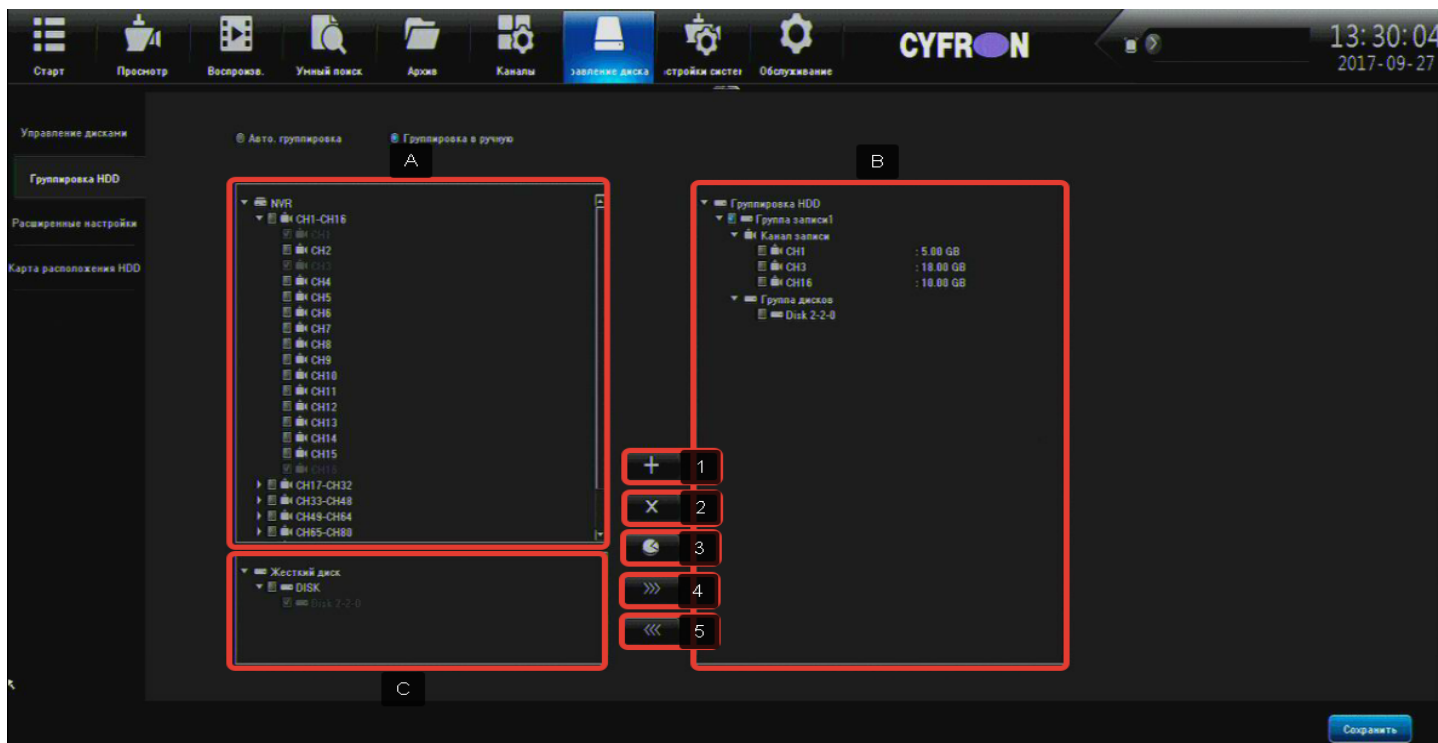 CYFRON
13:30:04
2017-09-27
Старт
Просмотр
Воспроизв.
Умный поиск
Архив
Каналы
равление диска
стройки систем
Обслуживание
Управление дисками
Группировка HDD
Расширенные настройки
Карта расположения HDD
Авто. группировка
Группировка в ручную
A
B
NVR
CH1-CH16
CH1
CH2
CH3
CH4
CH5
CH6
CH7
CH8
CH9
CH10
CH11
CH12
CH13
CH14
CH15
CH16
CH17-CH32
CH33-CH48
CH49-CH64
CH65-CH80
Жесткий диск
DISK
Disk 2-2-0
C
1
2
3
4
5
Группировка HDD
Группа записи1
Канал записи
CH1 : 5.00 GB
CH3 : 18.00 GB
CH16 : 18.00 GB
Группа дисков
Disk 2-2-0
Сохранить